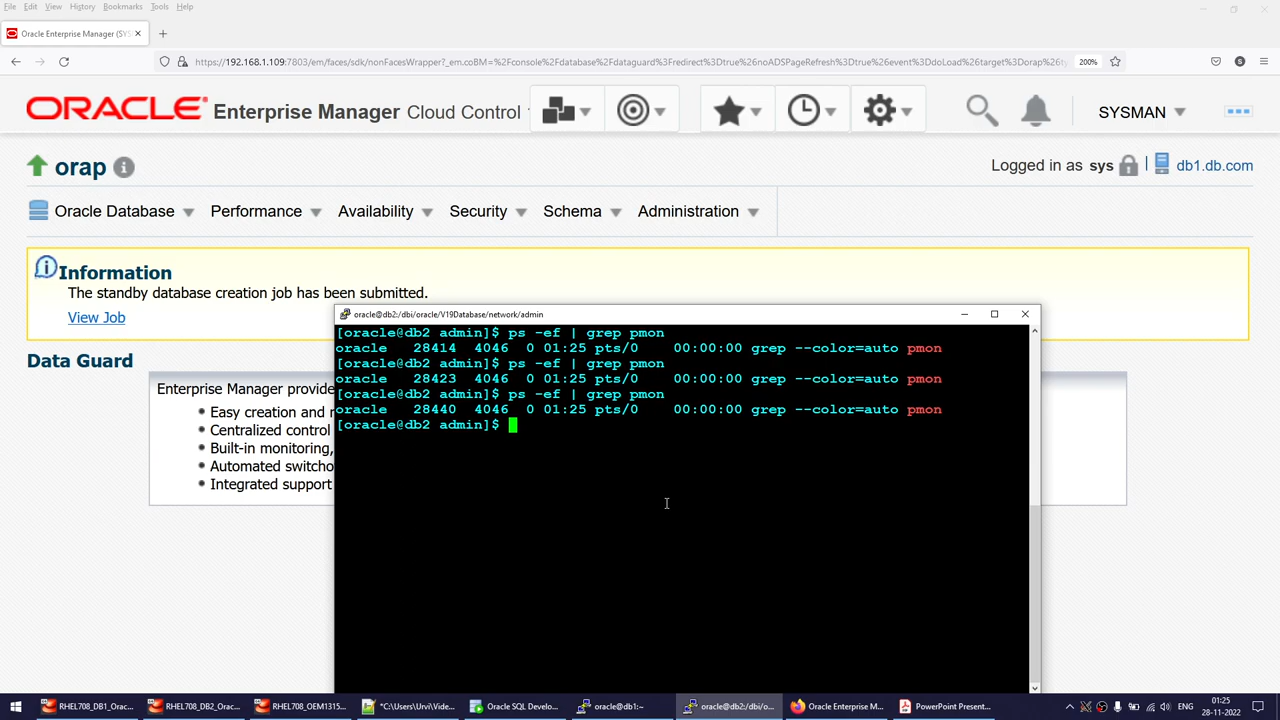 File Edit View History Bookmarks Tools Help
Oracle Enterprise Manager (SYS
https://192.168.1.109:7803/em/faces/sdk/nonFacesWrapper?_em.coBM=%2Fconsole%2Fdatabase%2Fdataguard%3Fredirect%3Dtrue%26noADSPageRefresh%3Dtrue%26event%3DdoLoad%26target%3Dorap%26t 200%
ORACLE Enterprise Manager Cloud Control SYSMAN
orap
Logged in as sys db1.db.com
Oracle Database Performance Availability Security Schema Administration
Information
The standby database creation job has been submitted.
View Job
Data Guard
Enterprise Manager provide
Easy creation and
Centralized control
Built-in monitoring,
Automated switcho
Integrated support
oracle@db2:/dbi/oracle/V19Database/network/admin
[oracle@db2 admin]$ ps -ef | grep pmon
oracle 28414 4046 0 01:25 pts/0 00:00:00 grep --color=auto pmon
[oracle@db2 admin]$ ps -ef | grep pmon
oracle 28423 4046 0 01:25 pts/0 00:00:00 grep --color=auto pmon
[oracle@db2 admin]$ ps -ef | grep pmon
oracle 28440 4046 0 01:25 pts/0 00:00:00 grep --color=auto pmon
[oracle@db2 admin]$
RHEL708_DB1_Orac... RHEL708_DB2_Orac... RHEL708_OEM1315... *C:\Users\Urvi\Vide... Oracle SQL Develo... oracle@db1:~ oracle@db2:/dbi/o... Oracle Enterprise M... PowerPoint Present... ENG 01:25
28-11-2022